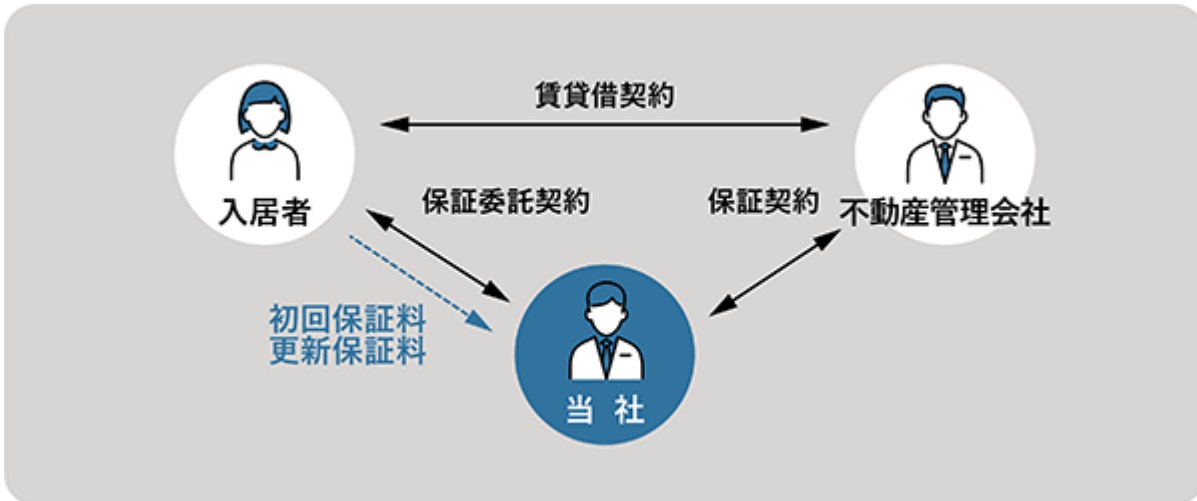 賃貸借契約
入居者
不動産管理会社
保証委託契約
保証契約
初回保証料
更新保証料
当 社